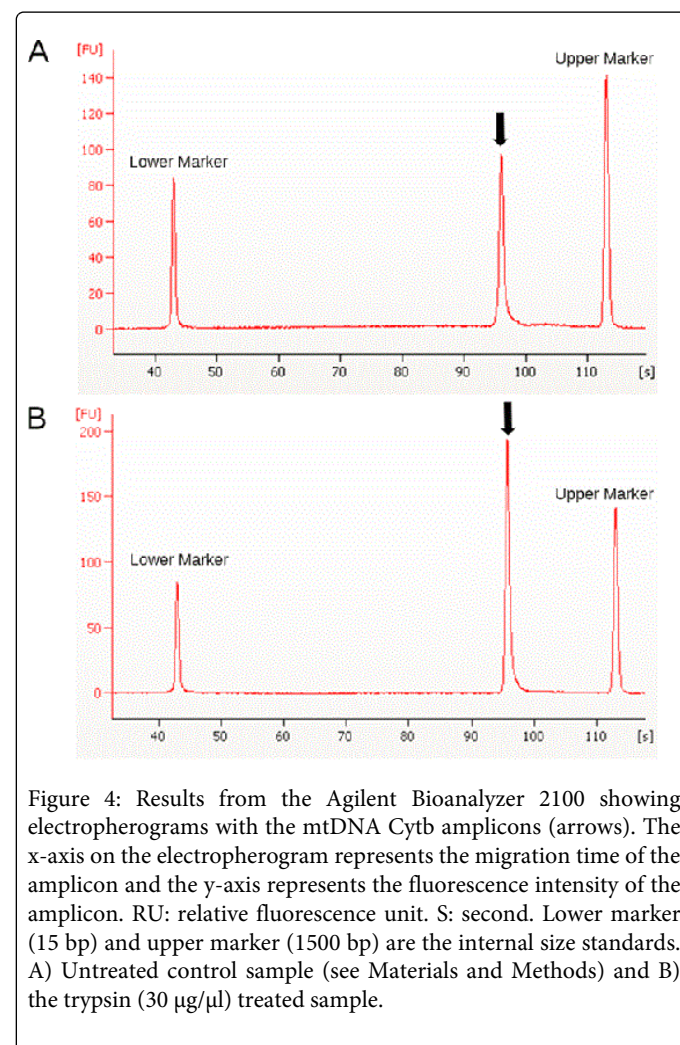 A
[FU]
Upper Marker
140
120
100
Lower Marker
80
60
40
20
0
40 50 60 70 80 90 100 110 [s]
B
[FU]
200
Upper Marker
150
Lower Marker
100
50
0
40 50 60 70 80 90 100 110 [s]
Figure 4: Results from the Agilent Bioanalyzer 2100 showing
electropherograms with the mtDNA Cytb amplicons (arrows). The
x-axis on the electropherogram represents the migration time of the
amplicon and the y-axis represents the fluorescence intensity of the
amplicon. RU: relative fluorescence unit. S: second. Lower marker
(15 bp) and upper marker (1500 bp) are the internal size standards.
A) Untreated control sample (see Materials and Methods) and B)
the trypsin (30 µg/µl) treated sample.